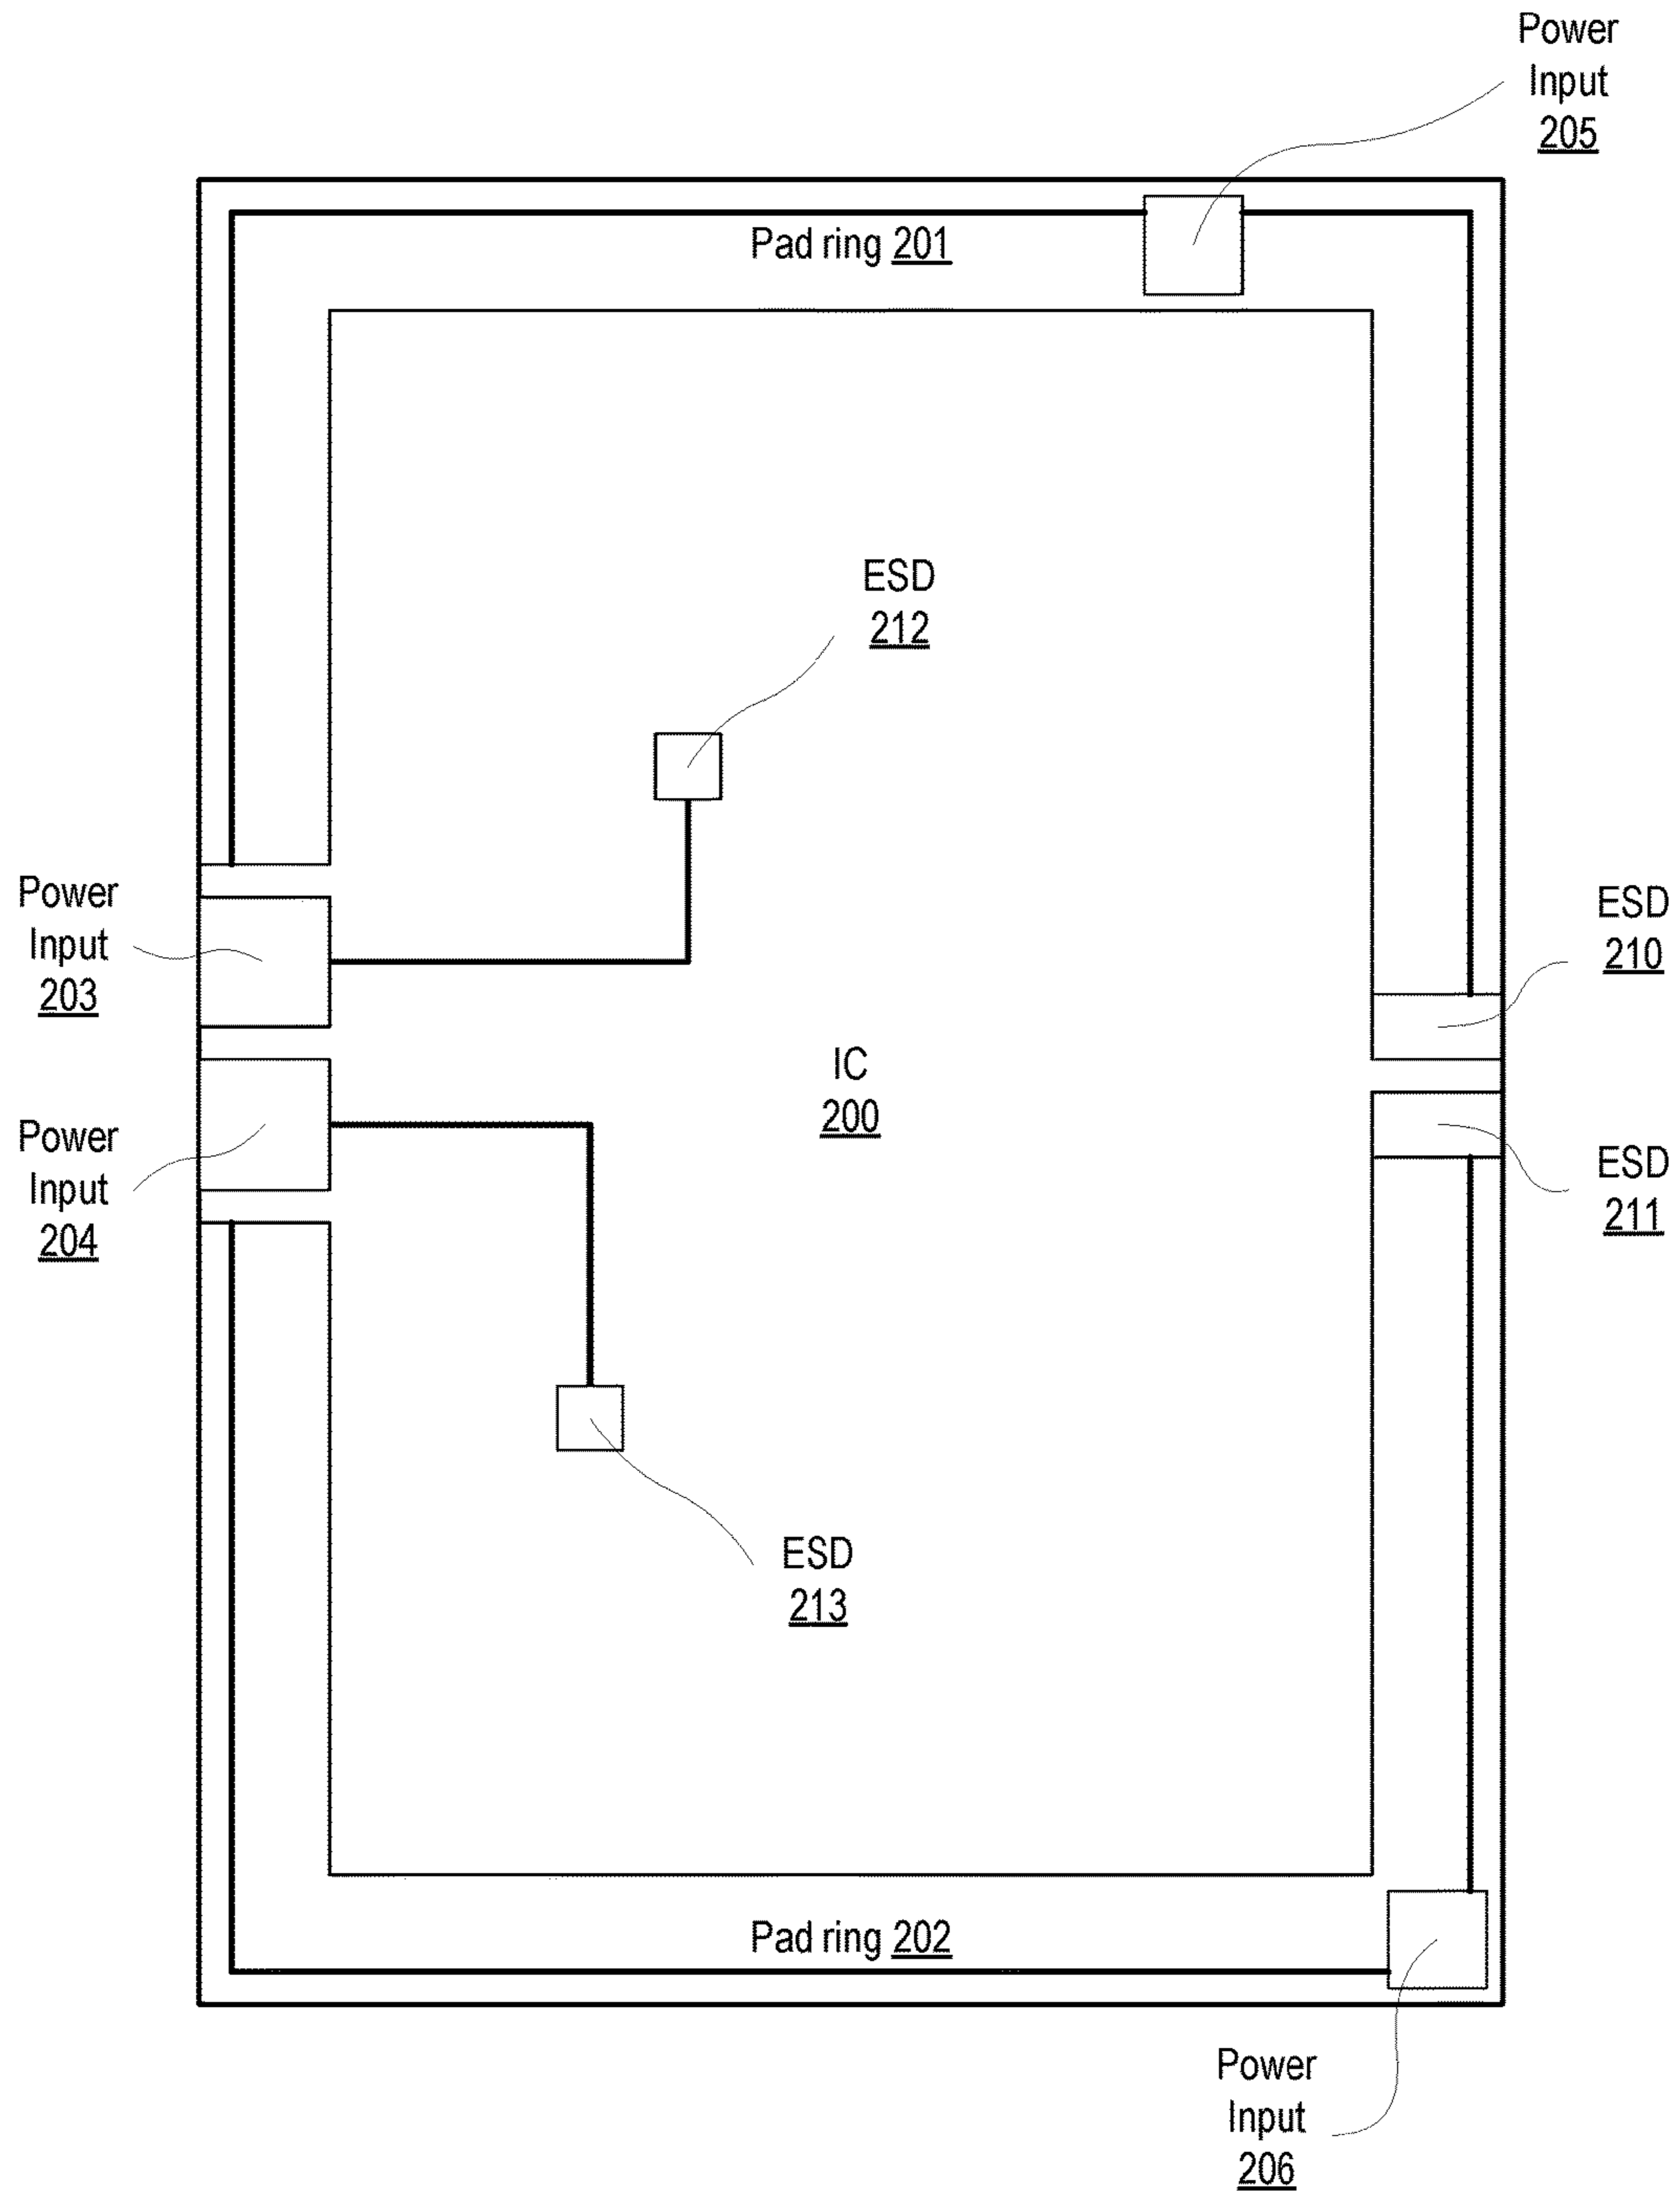 Power
Input
205
Pad ring 201
ESD
212
Power
Input
203
ESD
210
IC
200
Power
Input
204
ESD
211
ESD
213
Pad ring 202
Power
Input
206